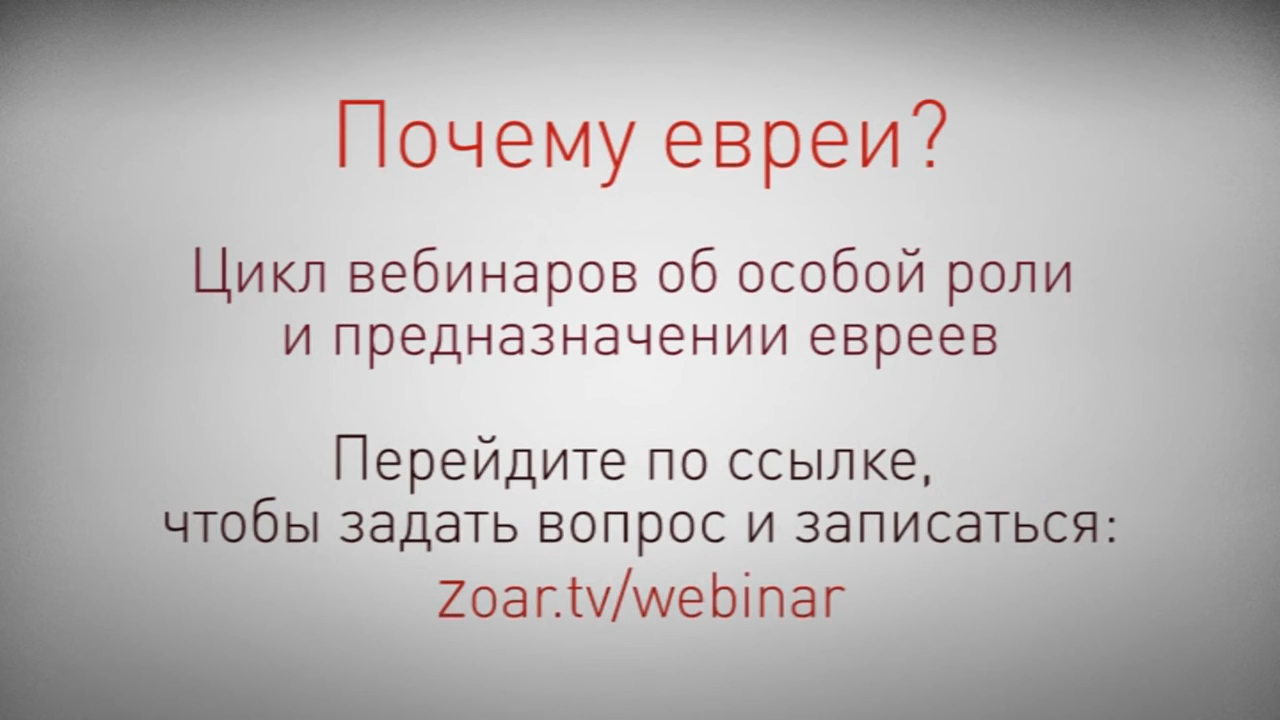 Почему евреи?
Цикл вебинаров об особой роли
и предназначении евреев
Перейдите по ссылке,
чтобы задать вопрос и записаться:
zoar.tv/webinar